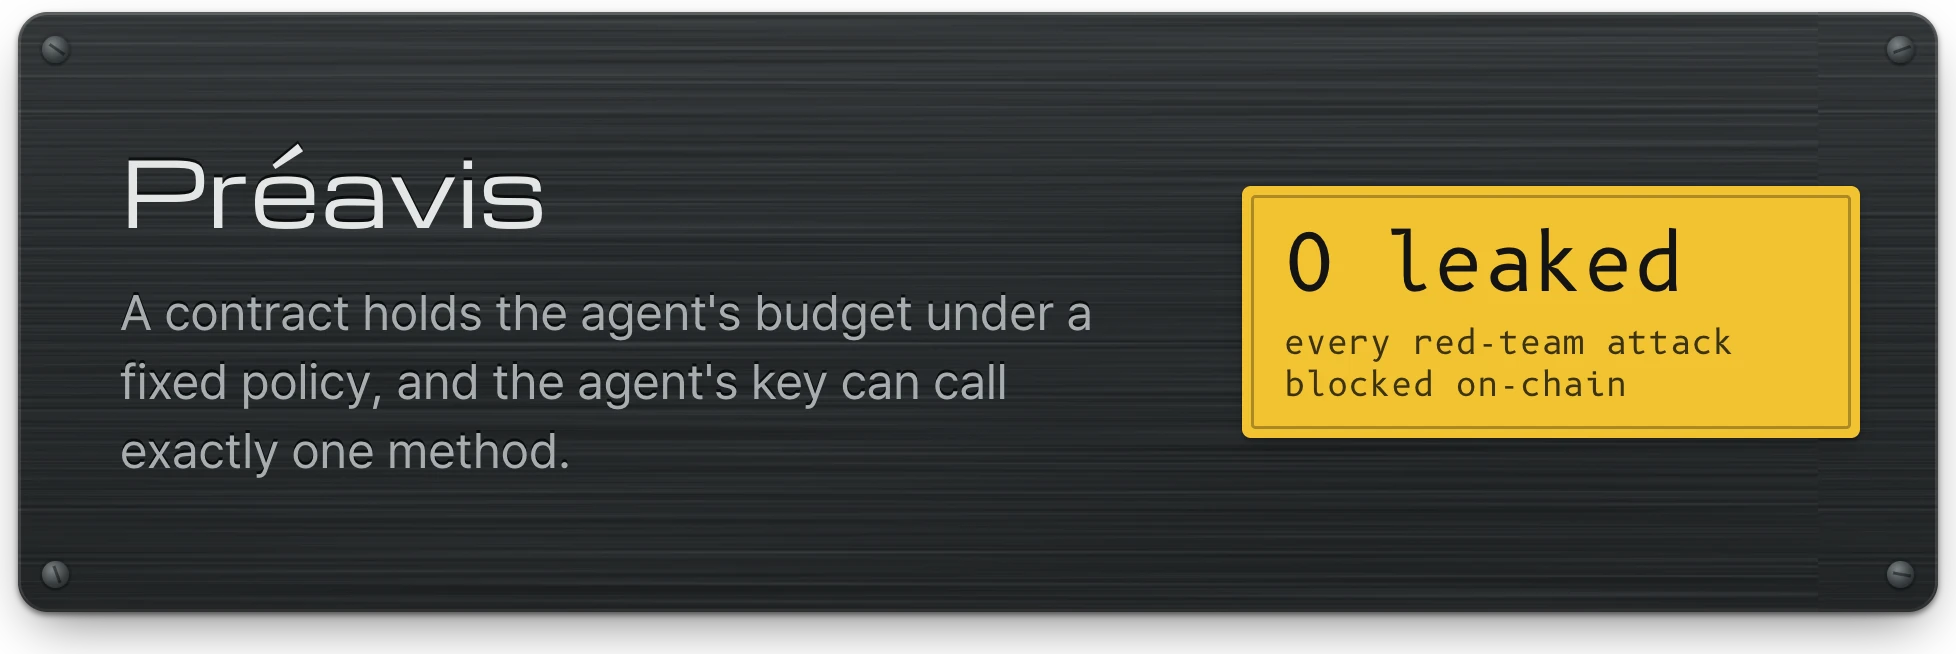 Préavis
A contract holds the agent's budget under a
fixed policy, and the agent's key can call
exactly one method.
0 leaked
every red-team attack
blocked on-chain